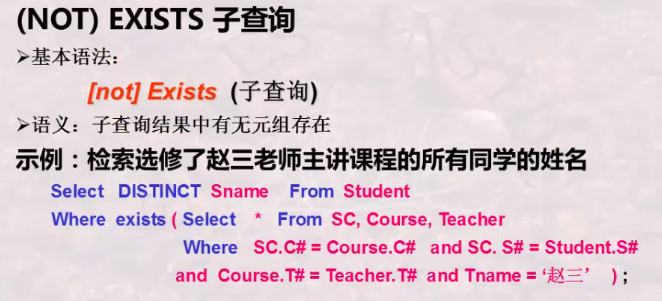 (NOT) EXISTS 子查询
➢基本语法：
[not] Exists (子查询)
➢语义：子查询结果中有无元组存在
示例：检索选修了赵三老师主讲课程的所有同学的姓名
Select DISTINCT Sname From Student
Where exists ( Select * From SC, Course, Teacher
Where SC.C# = Course.C# and SC. S# = Student.S#
and Course.T# = Teacher.T# and Tname = ‘赵三’ ) ;